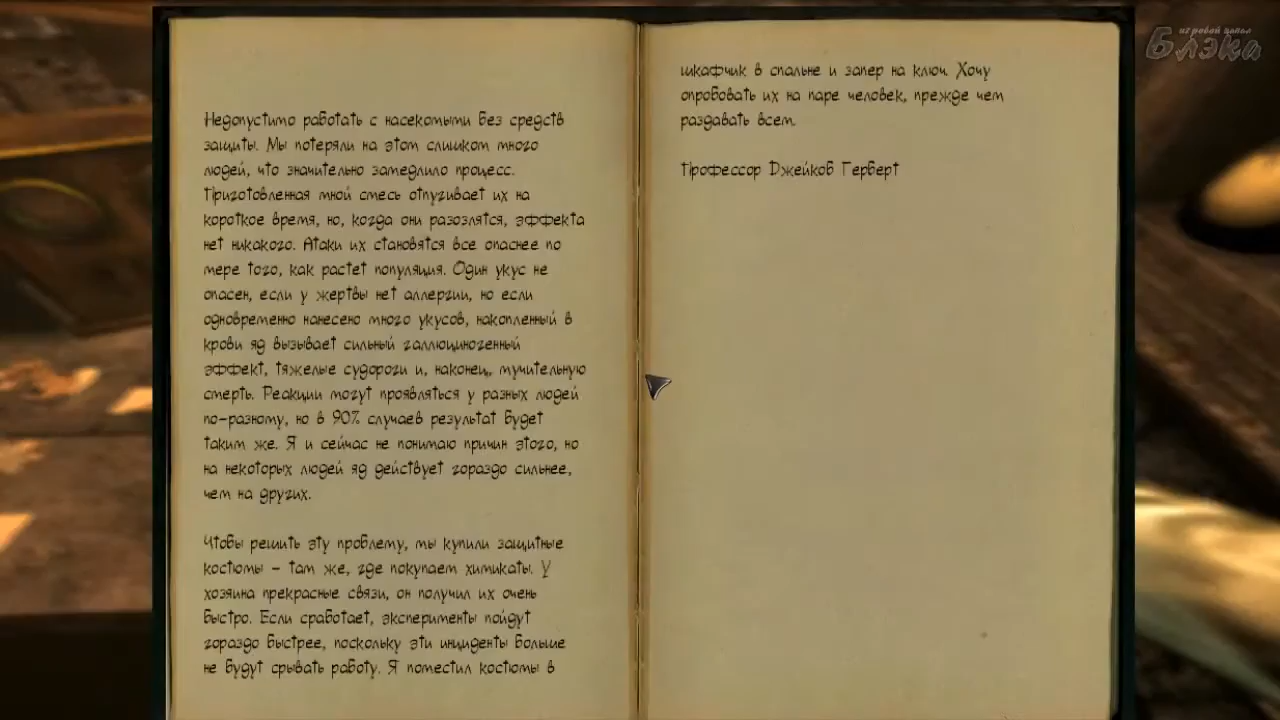 Недопустимо работать с насекомыми без средств
защиты. Мы потеряли на этом слишком много
людей, что значительно замедлило процесс.
Приготовленная мной смесь отпугивает их на
короткое время, но, когда они разозлятся, эффекта
нет никакого. Атаки их становятся все опаснее по
мере того, как растет популяция. Один укус не
опасен, если у жертвы нет аллергии, но если
одновременно нанесено много укусов, накопленный в
крови яд вызывает сильный галлюциногенный
эффект, тяжелые судороги и, наконец, мучительную
смерть. Реакции могут проявляться у разных людей
по-разному, но в 90% случаев результат будет
таким же. Я и сейчас не понимаю причин этого, но
на некоторых людей яд действует гораздо сильнее,
чем на других.
Чтобы решить эту проблему, мы купили защитные
костюмы - там же, где покупаем химикаты. У
хозяина прекрасные связи, он получил их очень
быстро. Если сработает, эксперименты пойдут
гораздо быстрее, поскольку эти инциденты больше
не будут срывать работу. Я поместил костюмы в
шкафчик в спальне и запер на ключ. Хочу
опробовать их на паре человек, прежде чем
раздавать всем.
Профессор Джейкоб Герберт
игровой канал
Блэка